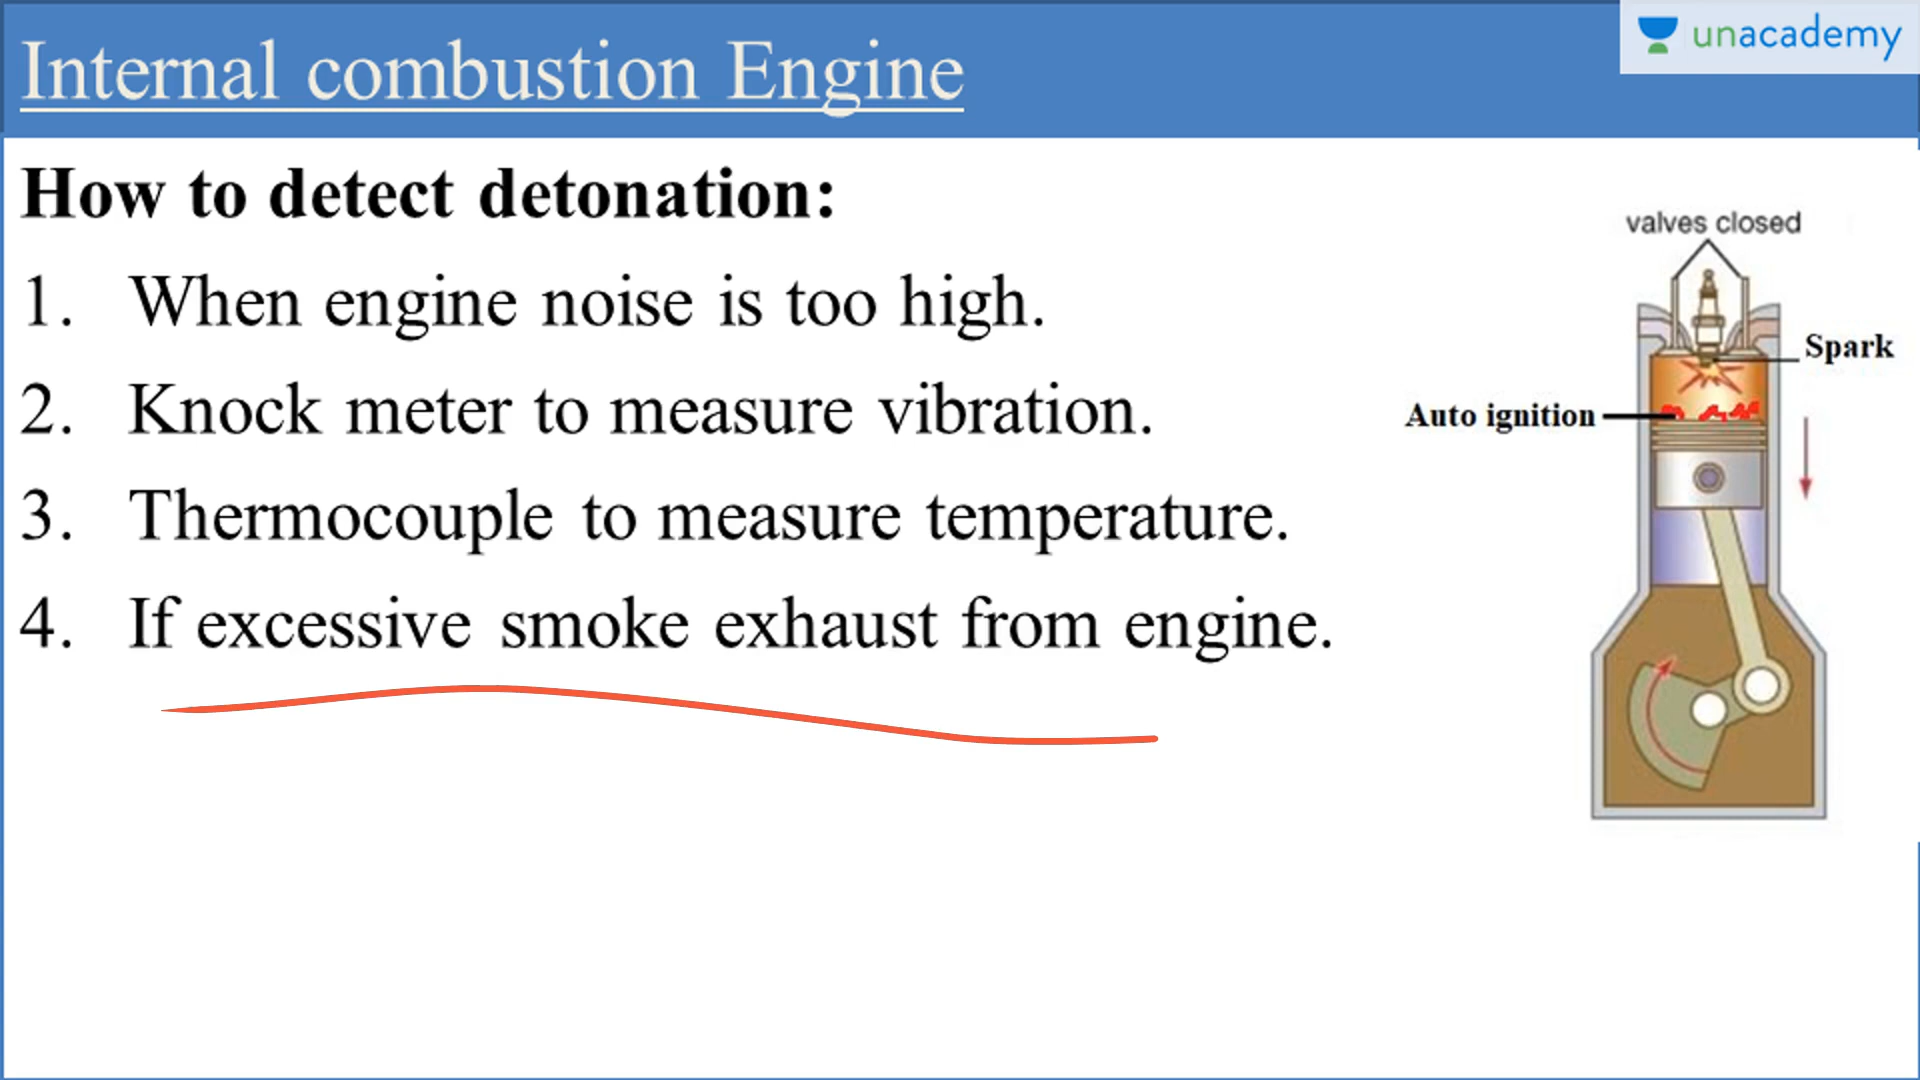 Internal combustion Engine
unacademy
How to detect detonation:
1. When engine noise is too high.
2. Knock meter to measure vibration.
3. Thermocouple to measure temperature.
4. If excessive smoke exhaust from engine.
valves closed
Spark
Auto ignition